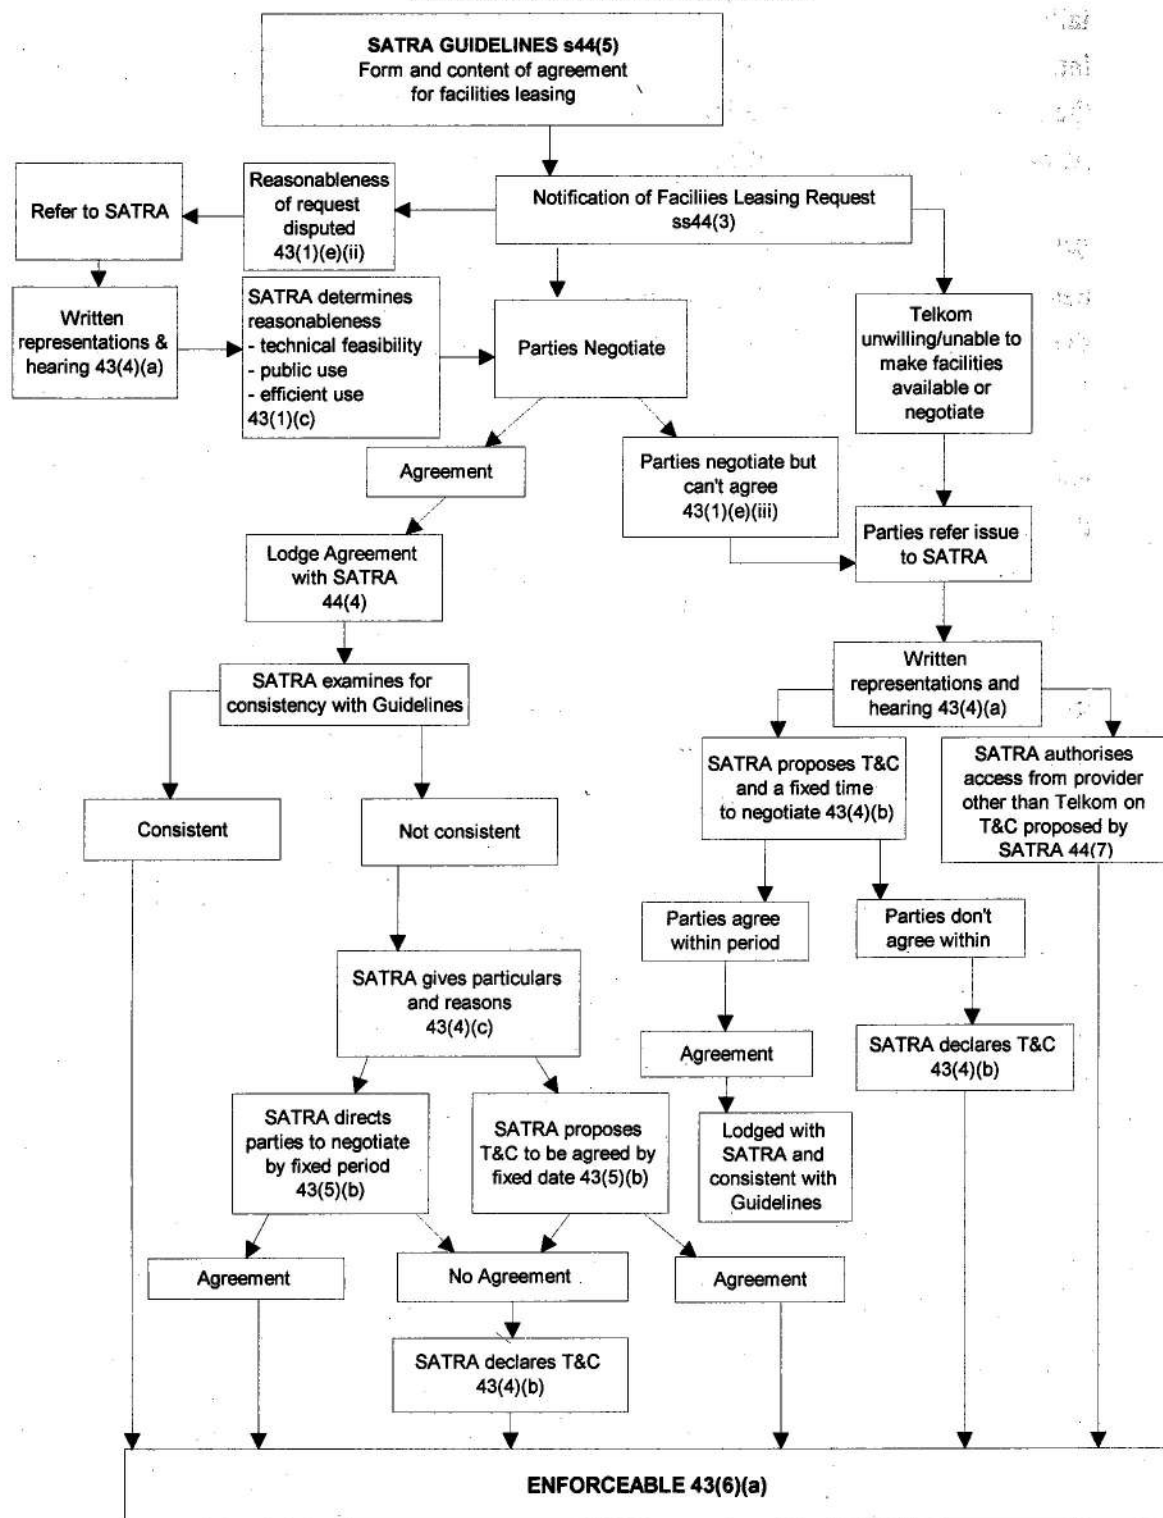 SATRA GUIDELINES s44(5)
Form and content of agreement
for facilities leasing
Notification of Faciliies Leasing Request
ss44(3)
Reasonableness
of request
disputed
43(1)(e)(ii)
Refer to SATRA
Written
representations &
hearing 43(4)(a)
SATRA determines
reasonableness
- technical feasibility
- public use
- efficient use
43(1)(c)
Parties Negotiate
Telkom
unwilling/unable to
make facilities
available or
negotiate
Agreement
Parties negotiate but
can't agree
43(1)(e)(iii)
Parties refer issue
to SATRA
Lodge Agreement
with SATRA
44(4)
Written
representations and
hearing 43(4)(a)
SATRA examines for
consistency with Guidelines
SATRA proposes T&C
and a fixed time
to negotiate 43(4)(b)
SATRA authorises
access from provider
other than Telkom on
T&C proposed by
SATRA 44(7)
Consistent
Not consistent
Parties agree
within period
Parties don't
agree within
SATRA gives particulars
and reasons
43(4)(c)
Agreement
SATRA declares T&C
43(4)(b)
SATRA directs
parties to negotiate
by fixed period
43(5)(b)
SATRA proposes
T&C to be agreed by
fixed date 43(5)(b)
Lodged with
SATRA and
consistent with
Guidelines
Agreement
No Agreement
Agreement
SATRA declares T&C
43(4)(b)
ENFORCEABLE 43(6)(a)